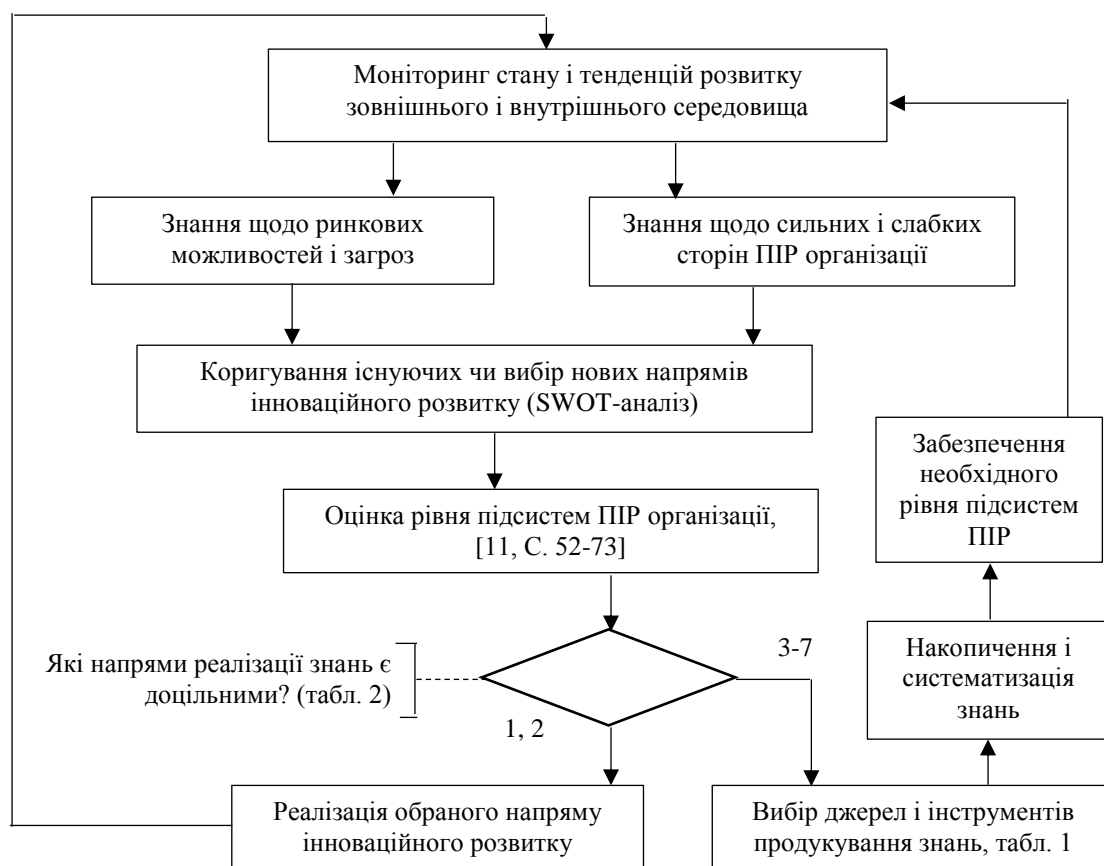 Моніторинг стану і тенденцій розвитку
зовнішнього і внутрішнього середовища
Знання щодо ринкових
можливостей і загроз
Знання щодо сильних і слабких
сторін ПІР організації
Коригування існуючих чи вибір нових напрямів
інноваційного розвитку (SWOT-аналіз)
Забезпечення
необхідного
рівня підсистем
ПІР
Оцінка рівня підсистем ПІР організації,
[11, С. 52-73]
Які напрями реалізації знань є
доцільними? (табл. 2)
3-7
1, 2
Накопичення і
систематизація
знань
Реалізація обраного напряму
інноваційного розвитку
Вибір джерел і інструментів
продукування знань, табл. 1